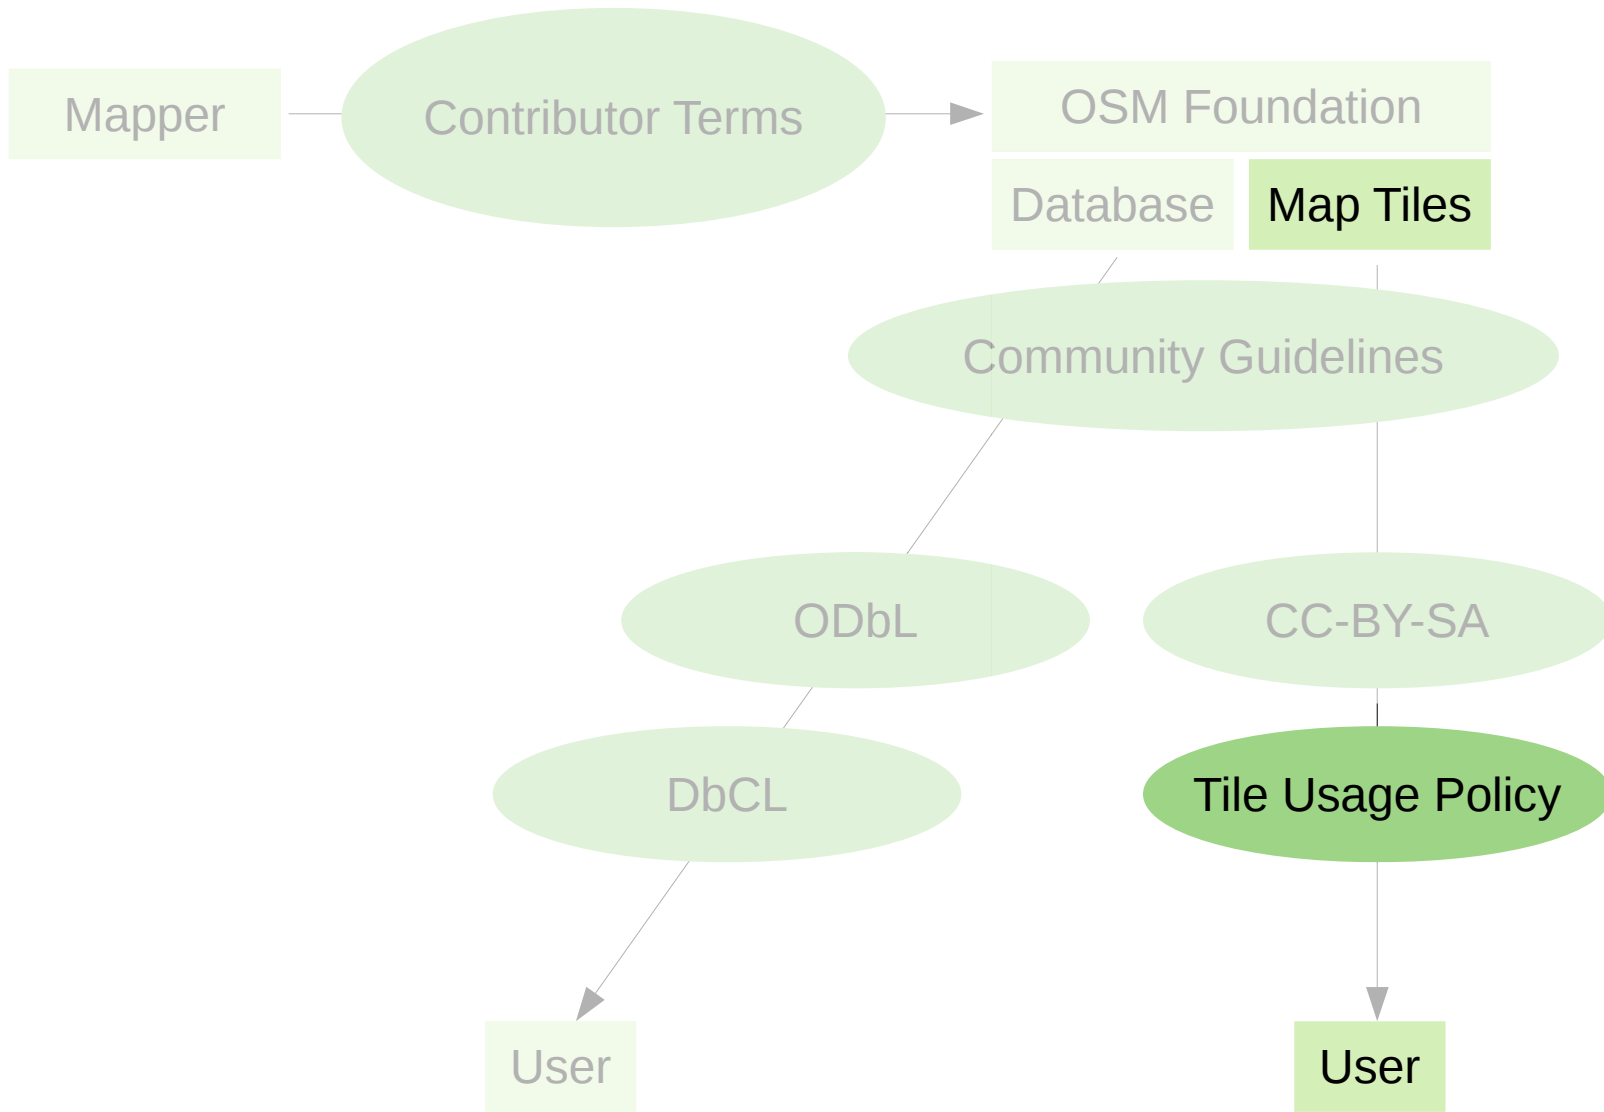 Mapper
Contributor Terms
OSM Foundation
Database
Map Tiles
Community Guidelines
ODbL
CC-BY-SA
DbCL
Tile Usage Policy
User
User